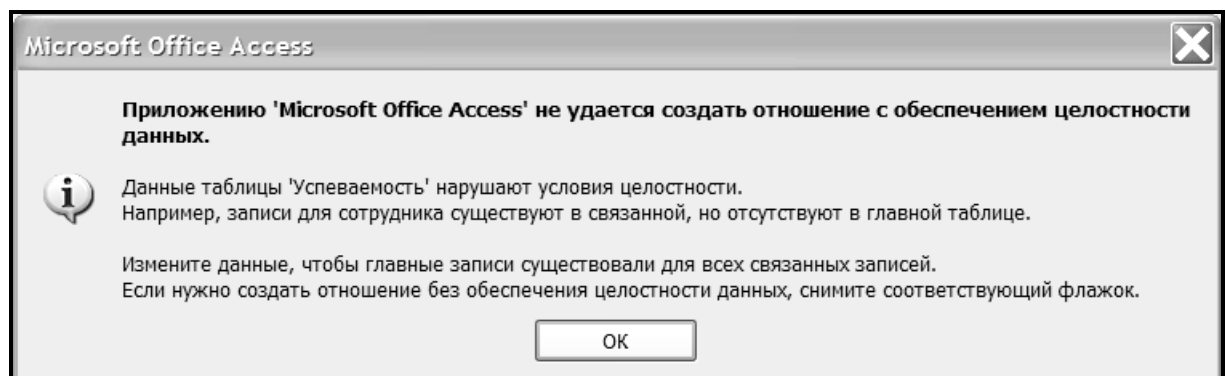 Microsoft Office Access
Приложению 'Microsoft Office Access' не удается создать отношение с обеспечением целостности
данных.
Данные таблицы 'Успеваемость' нарушают условия целостности.
Например, записи для сотрудника существуют в связанной, но отсутствуют в главной таблице.
Измените данные, чтобы главные записи существовали для всех связанных записей.
Если нужно создать отношение без обеспечения целостности данных, снимите соответствующий флажок.
ОК